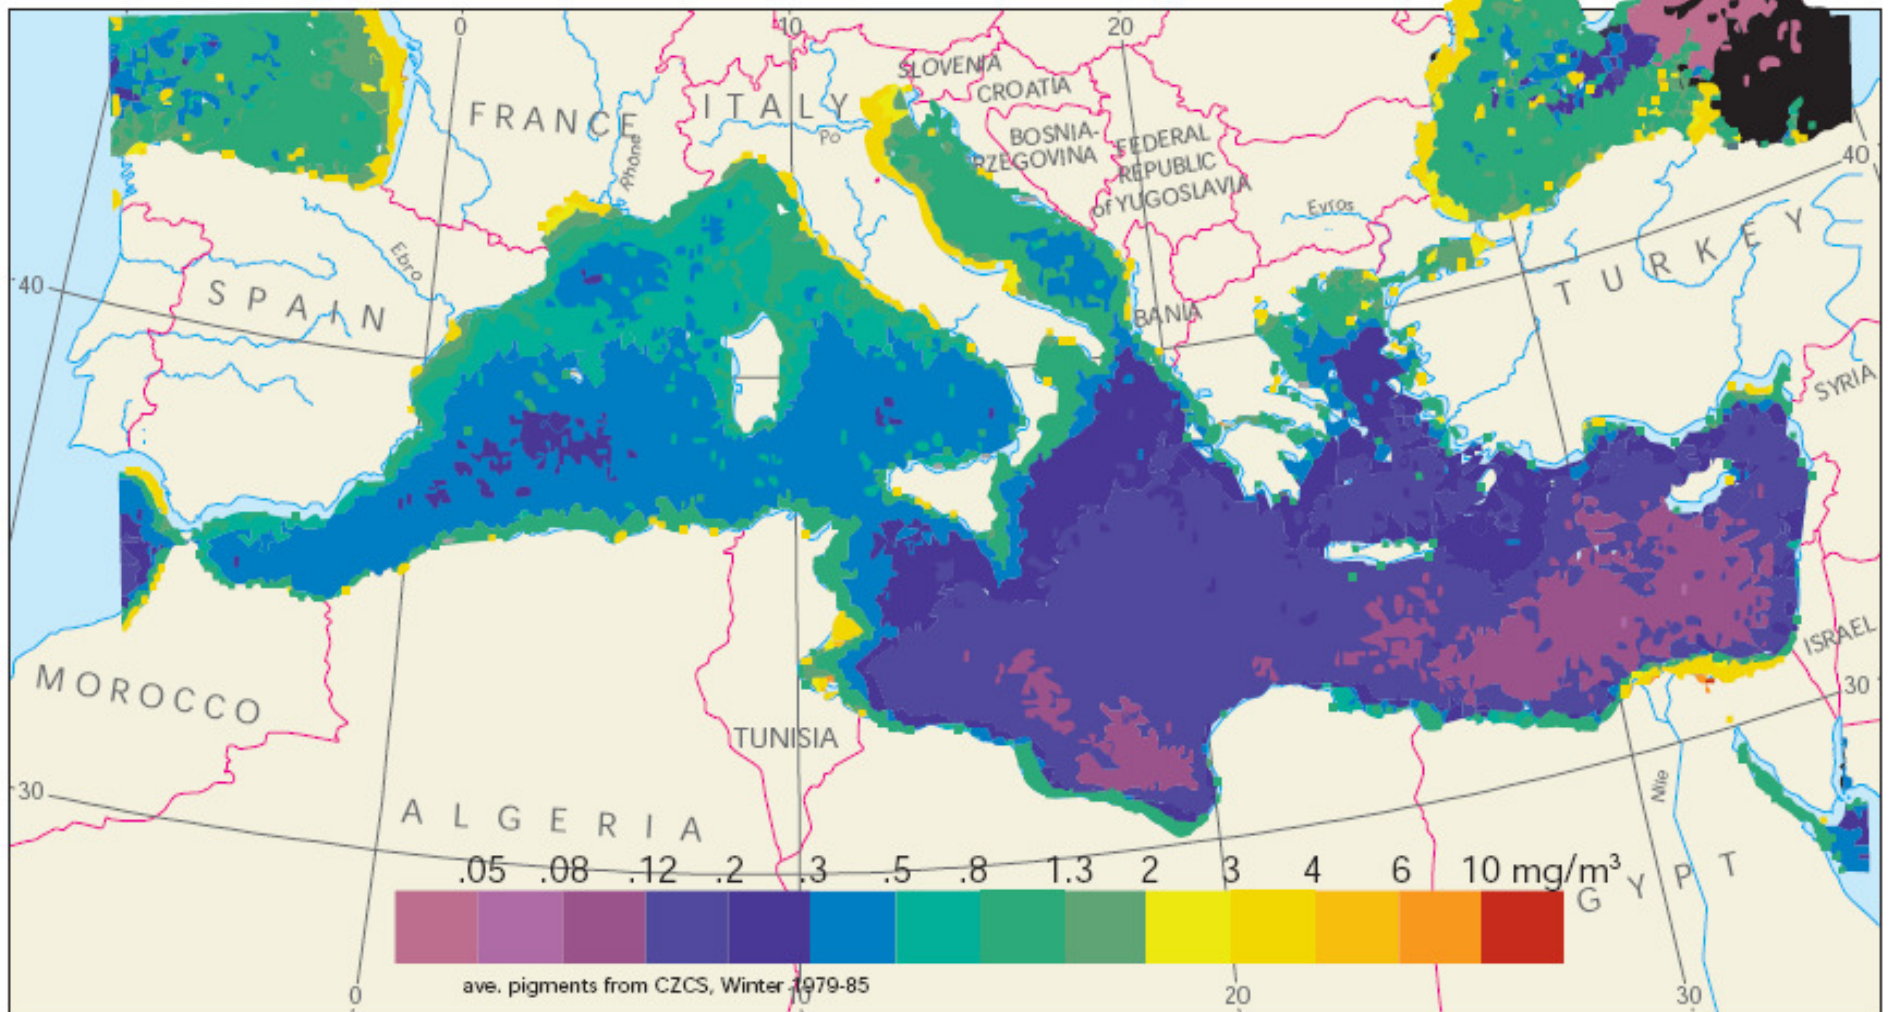 0
10
20
SLOVENIA
CROATIA
FRANCE
ITALY
Po
Rhône
BOSNIA-
RZEGOVINA
FEDERAL
REPUBLIC
of YUGOSLAVIA
40
Evros
TURKEY
Ebro
40
SPAIN
BANIA
SYRIA
ISRAEL
MOROCCO
30
TUNISIA
30
Nile
ALGERIA
.05 .08 .12 .2 .3 .5 .8 1.3 2 3 4 6 10 mg/m³
GYPT
ave. pigments from CZCS, Winter 1979-85
0
10
20
30